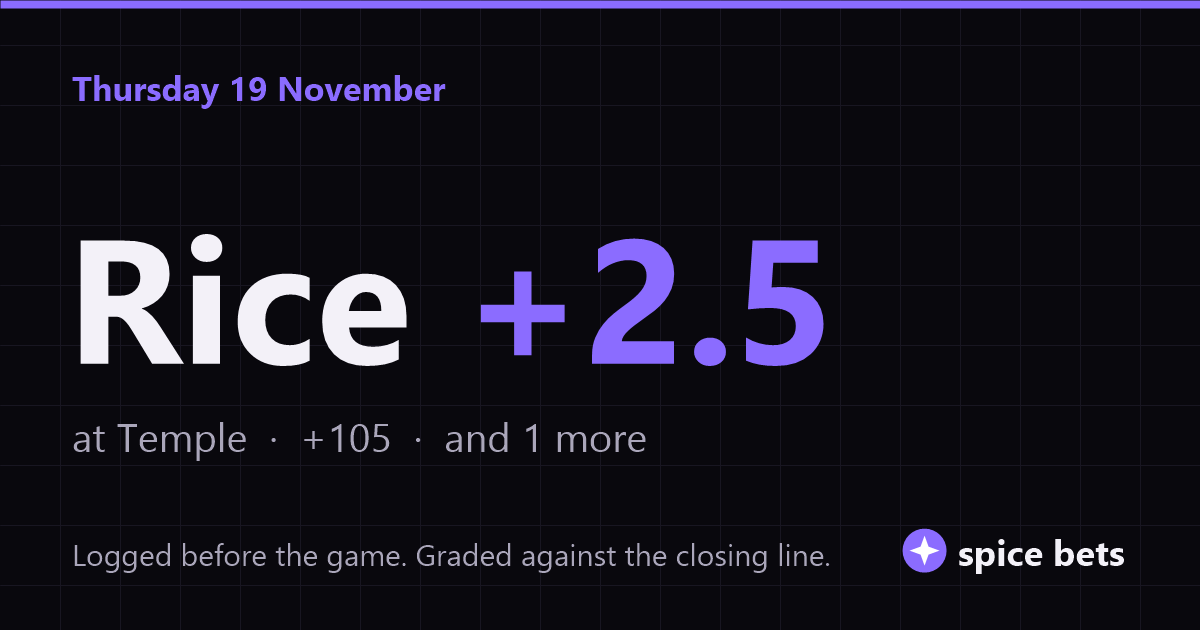 Thursday 19 November
Rice +2.5
at Temple · +105 · and 1 more
Logged before the game. Graded against the closing line.
spice bets